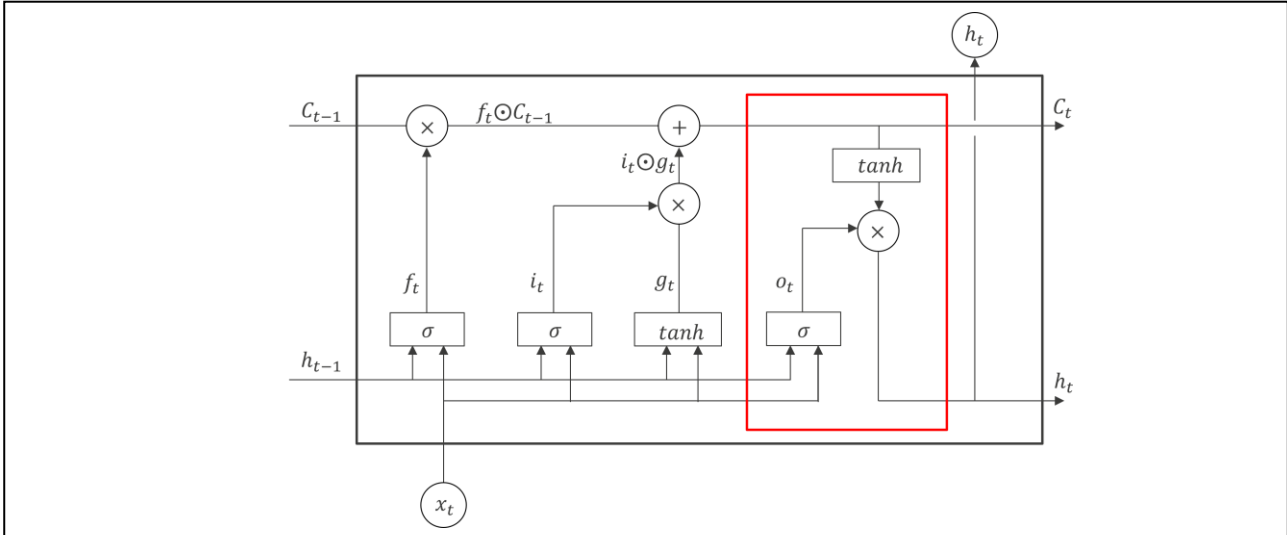 h_t
C_{t−1} f_t⊙C_{t−1} C_t
× +
i_t⊙g_t
tanh
×
×
f_t i_t g_t o_t
σ σ tanh σ
h_{t−1} h_t
x_t